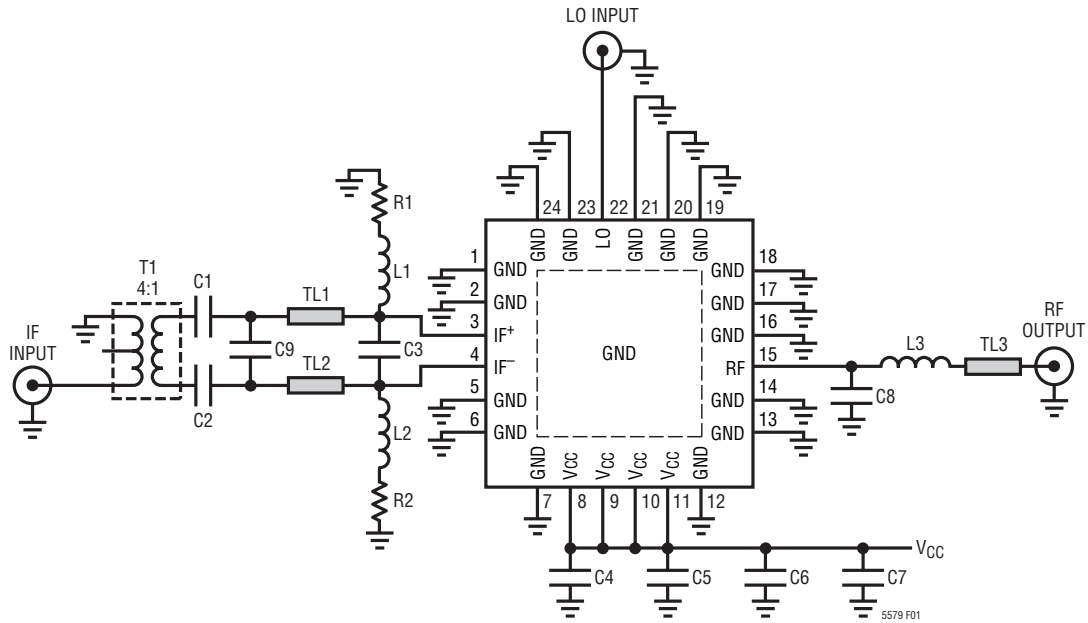 LO INPUT
24 23 22 21 20 19
GND GND LO GND GND GND
R1
L1
T1
4:1
C1
TL1
IF
INPUT
C9
C3
TL2
C2
L2
R2
1 GND
2 GND
3 IF+
4 IF−
5 GND
6 GND
GND
18 GND
17 GND
16 GND
15 RF
14 GND
13 GND
L3
TL3
RF
OUTPUT
C8
GND VCC VCC VCC VCC GND
7 8 9 10 11 12
VCC
C4
C5
C6
C7
5579 F01